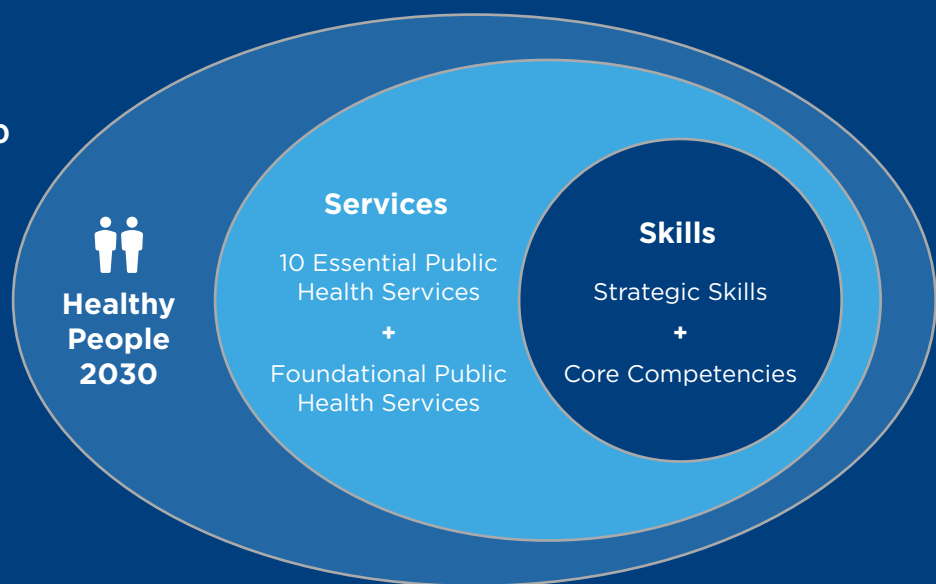 Healthy
People
2030
Services
10 Essential Public
Health Services
+
Foundational Public
Health Services
Skills
Strategic Skills
+
Core Competencies